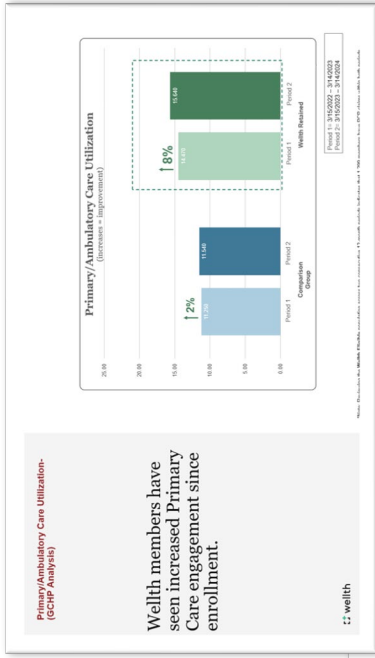 Primary/Ambulatory Care Utilization-
(GCHP Analysis)
Wellth members have
seen increased Primary
Care engagement since
enrollment.
wellth
Primary/Ambulatory Care Utilization
(increases = improvement)
25.00
20.00
15.00
10.00
5.00
0.00
↑2%
↑8%
11.549
15.640
Period 1
Period 2
Period 1
Period 2
Comparison
Group
Wellth Retained
Period 1= 3/15/2022 – 3/14/2023
Period 2= 3/15/2023 – 3/14/2024